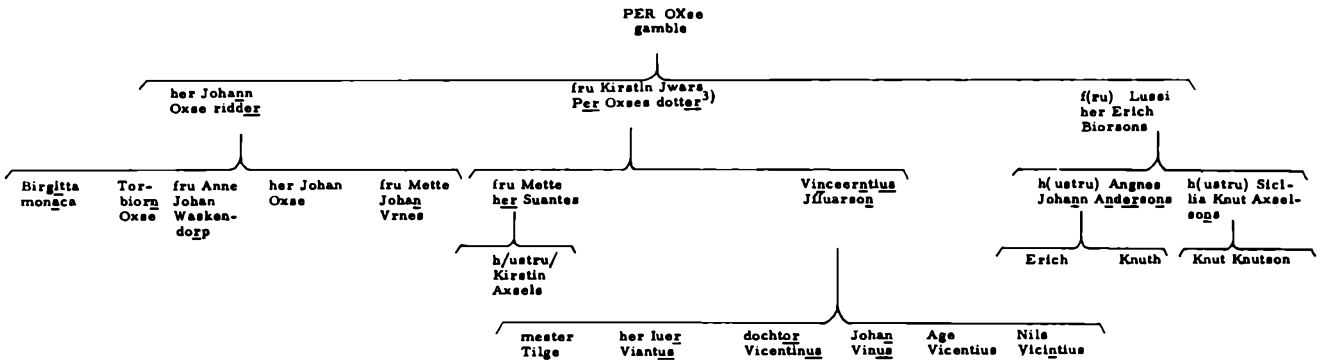 PER OXse
gamble
her Johann
Oxse ridder
fru Kirstin Jwars
Per Oxses dotter3)
f(ru) Lussi
her Erich
Biorsons
Birgitta
monaca
Tor-
biorn
Oxse
fru Anne
Johan
Wasken-
dorp
her Johan
Oxse
fru Mette
Johan
Vrnes
fru Mette
her Suantes
Vinceerntius
Jffuarson
h(ustru) Angnes
Johann Andersons
h(ustru) Sici-
llia Knut Axsel-
sons
h/ustru/
Kirstin
Axsels
Erich
Knuth
Knut Knutson
mester
Tilge
her Iuer
Viantus
dochtor
Vicentinus
Johan
Vinus
Age
Vicentius
Nils
Vicintius